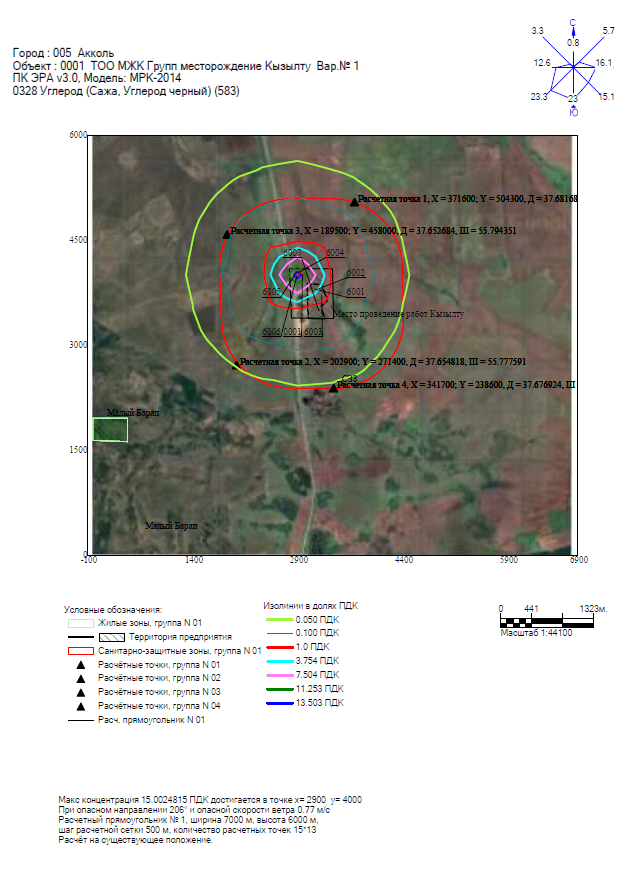 Город : 005 Акколь
Объект : 0001 ТОО МЖК Групп месторождение Кызылту Вар.№ 1
ПК ЭРА v3.0, Модель: МРК-2014
0328 Углерод (Сажа, Углерод черный) (583)
С
3.3 5.7
0.8
12.6 16.1
23.3 23 15.1
Ю
6000
Расчетная точка 1, X = 371600; Y = 504300, Д = 37.68168
4500
Расчетная точка 3, X = 189500; Y = 458000, Д = 37.652684, Ш = 55.794351
6007 6004
6002
6005 6001
Место проведение работ Кызылту
6006 0001 6003
3000
Расчетная точка 2, X = 202900; Y = 271400, Д = 37.654818, Ш = 55.777591
СЗЗ
Расчетная точка 4, X = 341700; Y = 238600, Д = 37.676924, Ш
Малый Барап
1500
Малый Барап
0
-100 1400 2900 4400 5900 6900
Условные обозначения:
Жилые зоны, группа N 01
Территория предприятия
Санитарно-защитные зоны, группа N 01
Расчётные точки, группа N 01
Расчётные точки, группа N 02
Расчётные точки, группа N 03
Расчётные точки, группа N 04
Расч. прямоугольник N 01
Изолинии в долях ПДК
0.050 ПДК
0.100 ПДК
1.0 ПДК
3.754 ПДК
7.504 ПДК
11.253 ПДК
13.503 ПДК
0 441 1323м.
Масштаб 1:44100
Макс концентрация 15.0024815 ПДК достигается в точке x= 2900 y= 4000
При опасном направлении 206° и опасной скорости ветра 0.77 м/с
Расчетный прямоугольник № 1, ширина 7000 м, высота 6000 м,
шаг расчетной сетки 500 м, количество расчетных точек 15*13
Расчёт на существующее положение.